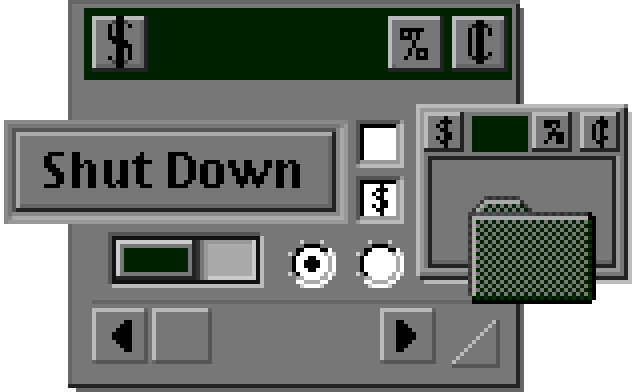 $ % ₵
$ % ₵
Shut Down
$